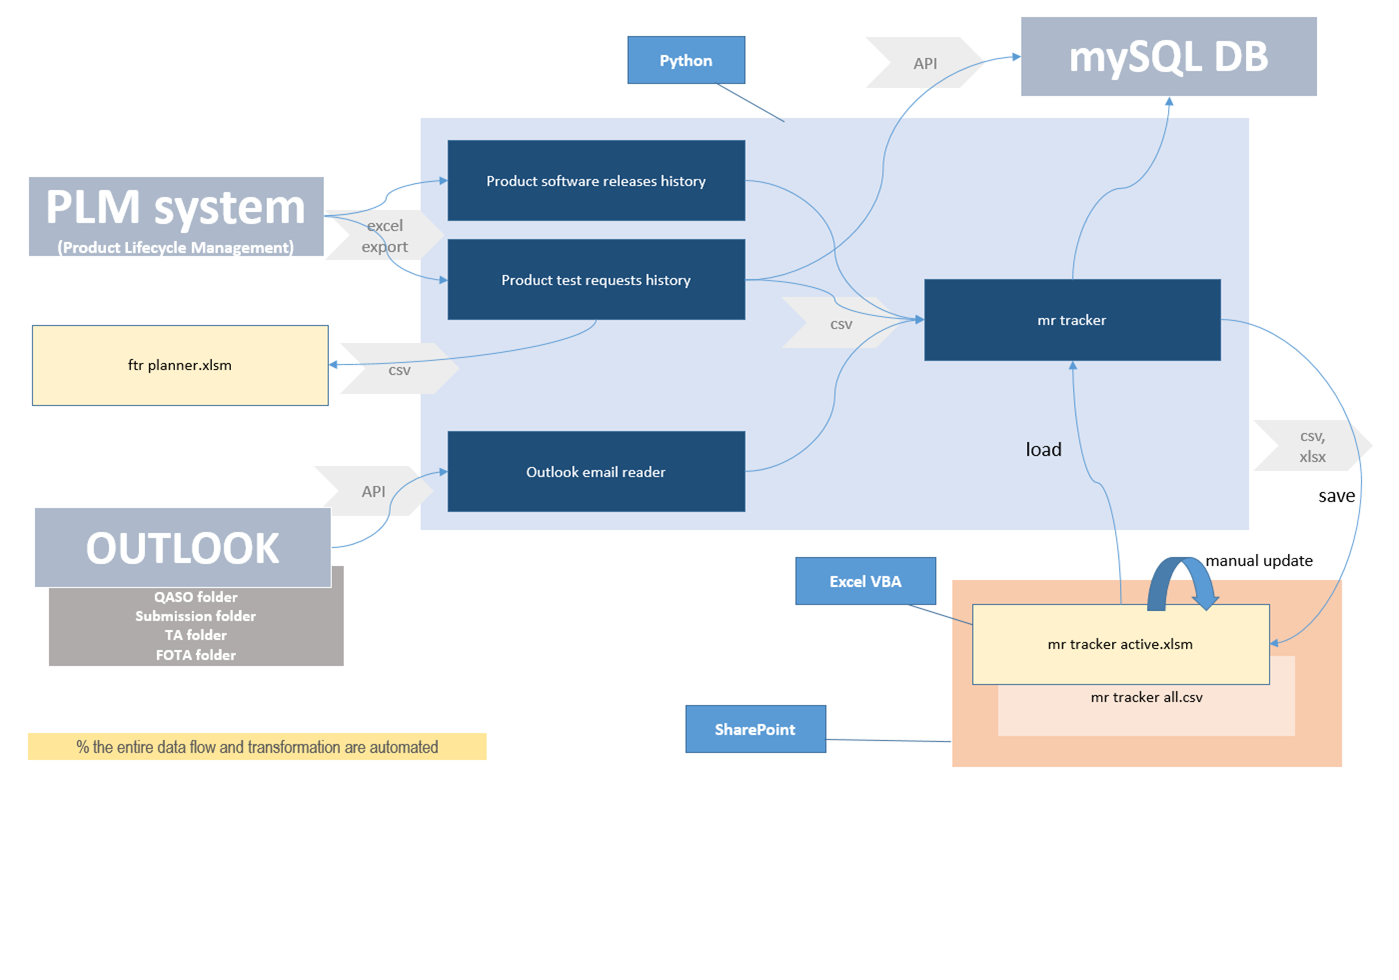 mySQL DB
Python
API
Product software releases history
PLM system
(Product Lifecycle Management)
excel
export
Product test requests history
csv
mr tracker
ftr planner.xlsm
csv
csv,
xlsx
load
save
Outlook email reader
API
OUTLOOK
QASO folder
Submission folder
TA folder
FOTA folder
manual update
Excel VBA
mr tracker active.xlsm
mr tracker all.csv
SharePoint
% the entire data flow and transformation are automated